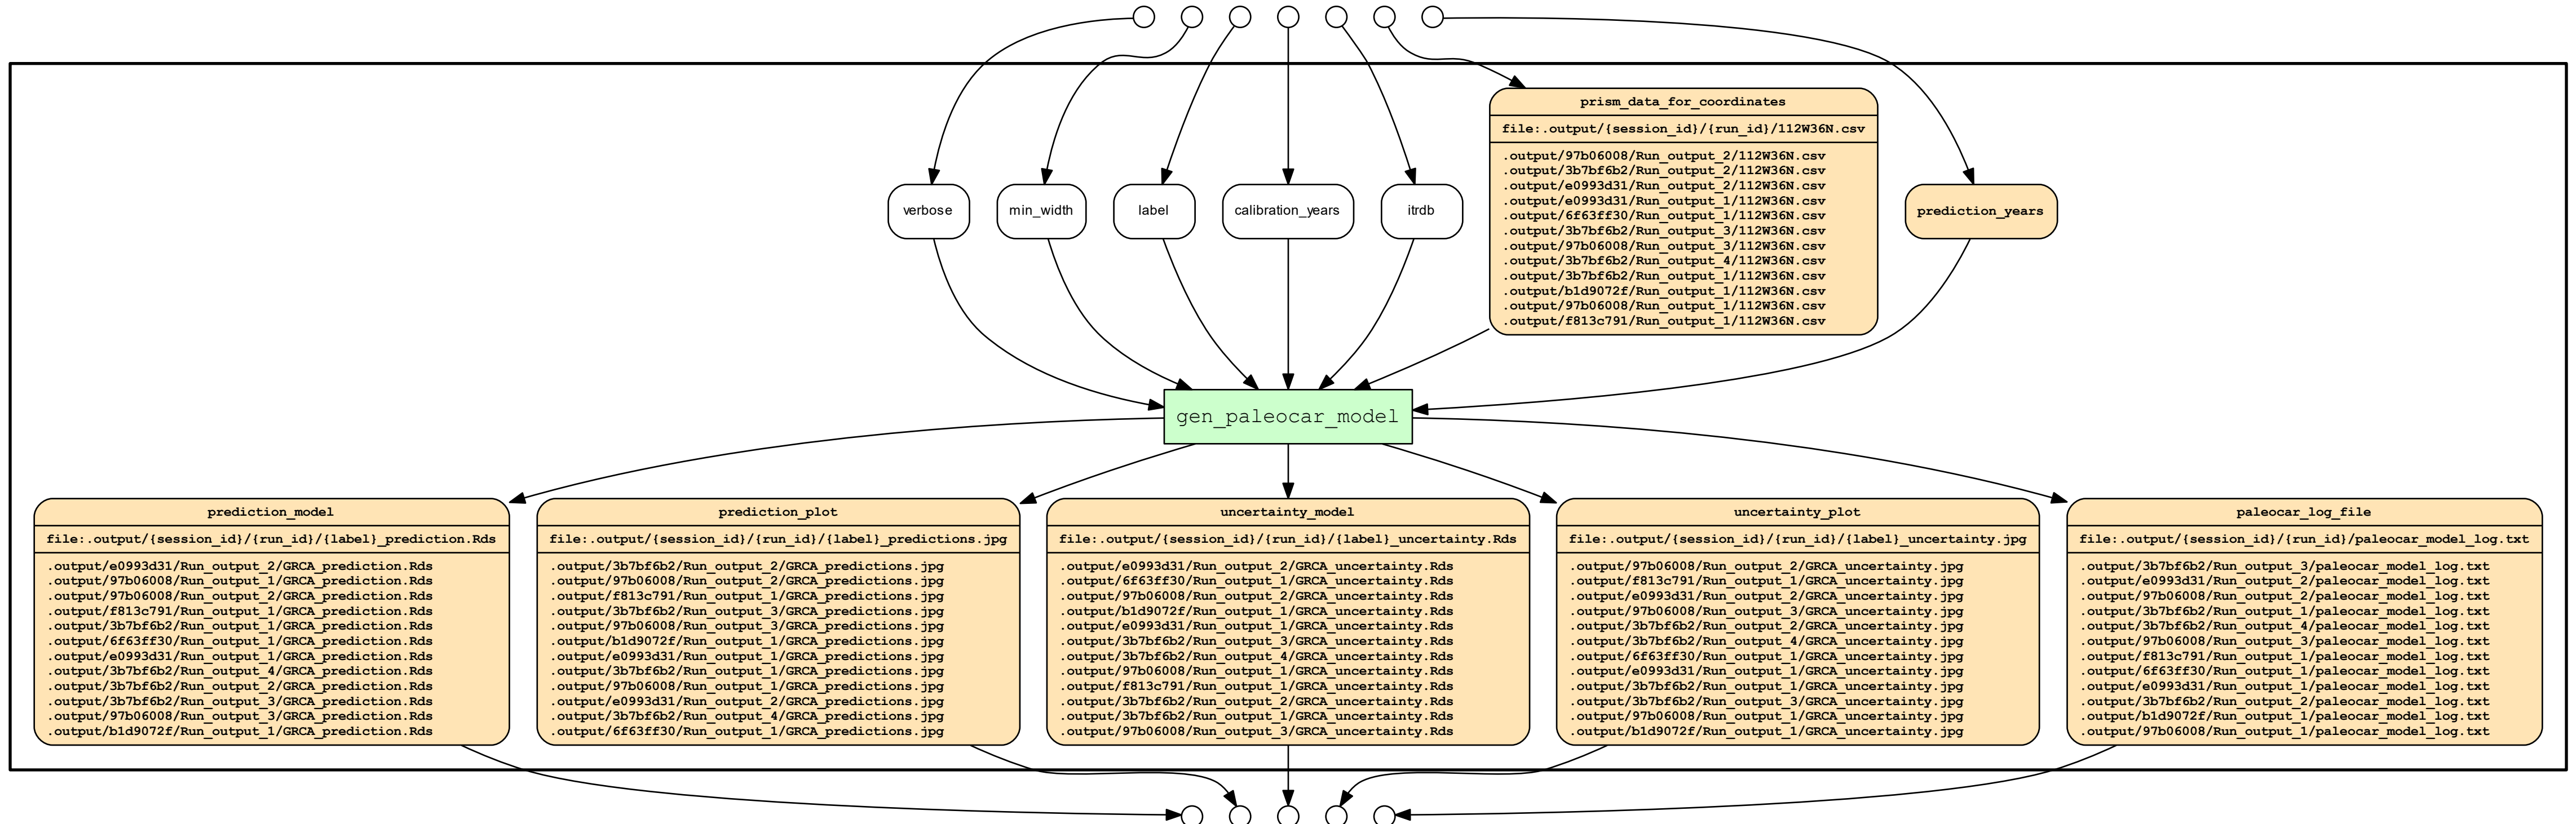 prism_data_for_coordinates
file:.output/{session_id}/{run_id}/112W36N.csv
.output/97b06008/Run_output_2/112W36N.csv
.output/3b7bf6b2/Run_output_2/112W36N.csv
.output/e0993d31/Run_output_2/112W36N.csv
.output/e0993d31/Run_output_1/112W36N.csv
.output/6f63ff30/Run_output_1/112W36N.csv
.output/3b7bf6b2/Run_output_3/112W36N.csv
.output/97b06008/Run_output_3/112W36N.csv
.output/3b7bf6b2/Run_output_4/112W36N.csv
.output/3b7bf6b2/Run_output_1/112W36N.csv
.output/b1d9072f/Run_output_1/112W36N.csv
.output/97b06008/Run_output_1/112W36N.csv
.output/f813c791/Run_output_1/112W36N.csv
verbose
min_width
label
calibration_years
itrdb
prediction_years
gen_paleocar_model
prediction_model
file:.output/{session_id}/{run_id}/{label}_prediction.Rds
.output/e0993d31/Run_output_2/GRCA_prediction.Rds
.output/97b06008/Run_output_1/GRCA_prediction.Rds
.output/97b06008/Run_output_2/GRCA_prediction.Rds
.output/f813c791/Run_output_1/GRCA_prediction.Rds
.output/3b7bf6b2/Run_output_1/GRCA_prediction.Rds
.output/6f63ff30/Run_output_1/GRCA_prediction.Rds
.output/e0993d31/Run_output_1/GRCA_prediction.Rds
.output/3b7bf6b2/Run_output_4/GRCA_prediction.Rds
.output/3b7bf6b2/Run_output_2/GRCA_prediction.Rds
.output/3b7bf6b2/Run_output_3/GRCA_prediction.Rds
.output/97b06008/Run_output_3/GRCA_prediction.Rds
.output/b1d9072f/Run_output_1/GRCA_prediction.Rds
prediction_plot
file:.output/{session_id}/{run_id}/{label}_predictions.jpg
.output/3b7bf6b2/Run_output_2/GRCA_predictions.jpg
.output/97b06008/Run_output_2/GRCA_predictions.jpg
.output/f813c791/Run_output_1/GRCA_predictions.jpg
.output/3b7bf6b2/Run_output_3/GRCA_predictions.jpg
.output/97b06008/Run_output_3/GRCA_predictions.jpg
.output/b1d9072f/Run_output_1/GRCA_predictions.jpg
.output/e0993d31/Run_output_1/GRCA_predictions.jpg
.output/3b7bf6b2/Run_output_1/GRCA_predictions.jpg
.output/97b06008/Run_output_1/GRCA_predictions.jpg
.output/e0993d31/Run_output_2/GRCA_predictions.jpg
.output/3b7bf6b2/Run_output_4/GRCA_predictions.jpg
.output/6f63ff30/Run_output_1/GRCA_predictions.jpg
uncertainty_model
file:.output/{session_id}/{run_id}/{label}_uncertainty.Rds
.output/e0993d31/Run_output_2/GRCA_uncertainty.Rds
.output/6f63ff30/Run_output_1/GRCA_uncertainty.Rds
.output/97b06008/Run_output_2/GRCA_uncertainty.Rds
.output/b1d9072f/Run_output_1/GRCA_uncertainty.Rds
.output/e0993d31/Run_output_1/GRCA_uncertainty.Rds
.output/3b7bf6b2/Run_output_3/GRCA_uncertainty.Rds
.output/3b7bf6b2/Run_output_4/GRCA_uncertainty.Rds
.output/97b06008/Run_output_1/GRCA_uncertainty.Rds
.output/f813c791/Run_output_1/GRCA_uncertainty.Rds
.output/3b7bf6b2/Run_output_2/GRCA_uncertainty.Rds
.output/3b7bf6b2/Run_output_1/GRCA_uncertainty.Rds
.output/97b06008/Run_output_3/GRCA_uncertainty.Rds
uncertainty_plot
file:.output/{session_id}/{run_id}/{label}_uncertainty.jpg
.output/97b06008/Run_output_2/GRCA_uncertainty.jpg
.output/f813c791/Run_output_1/GRCA_uncertainty.jpg
.output/e0993d31/Run_output_2/GRCA_uncertainty.jpg
.output/97b06008/Run_output_3/GRCA_uncertainty.jpg
.output/3b7bf6b2/Run_output_2/GRCA_uncertainty.jpg
.output/3b7bf6b2/Run_output_4/GRCA_uncertainty.jpg
.output/6f63ff30/Run_output_1/GRCA_uncertainty.jpg
.output/e0993d31/Run_output_1/GRCA_uncertainty.jpg
.output/3b7bf6b2/Run_output_1/GRCA_uncertainty.jpg
.output/3b7bf6b2/Run_output_3/GRCA_uncertainty.jpg
.output/97b06008/Run_output_1/GRCA_uncertainty.jpg
.output/b1d9072f/Run_output_1/GRCA_uncertainty.jpg
paleocar_log_file
file:.output/{session_id}/{run_id}/paleocar_model_log.txt
.output/3b7bf6b2/Run_output_3/paleocar_model_log.txt
.output/e0993d31/Run_output_2/paleocar_model_log.txt
.output/97b06008/Run_output_2/paleocar_model_log.txt
.output/3b7bf6b2/Run_output_1/paleocar_model_log.txt
.output/3b7bf6b2/Run_output_4/paleocar_model_log.txt
.output/97b06008/Run_output_3/paleocar_model_log.txt
.output/f813c791/Run_output_1/paleocar_model_log.txt
.output/6f63ff30/Run_output_1/paleocar_model_log.txt
.output/e0993d31/Run_output_1/paleocar_model_log.txt
.output/3b7bf6b2/Run_output_2/paleocar_model_log.txt
.output/b1d9072f/Run_output_1/paleocar_model_log.txt
.output/97b06008/Run_output_1/paleocar_model_log.txt